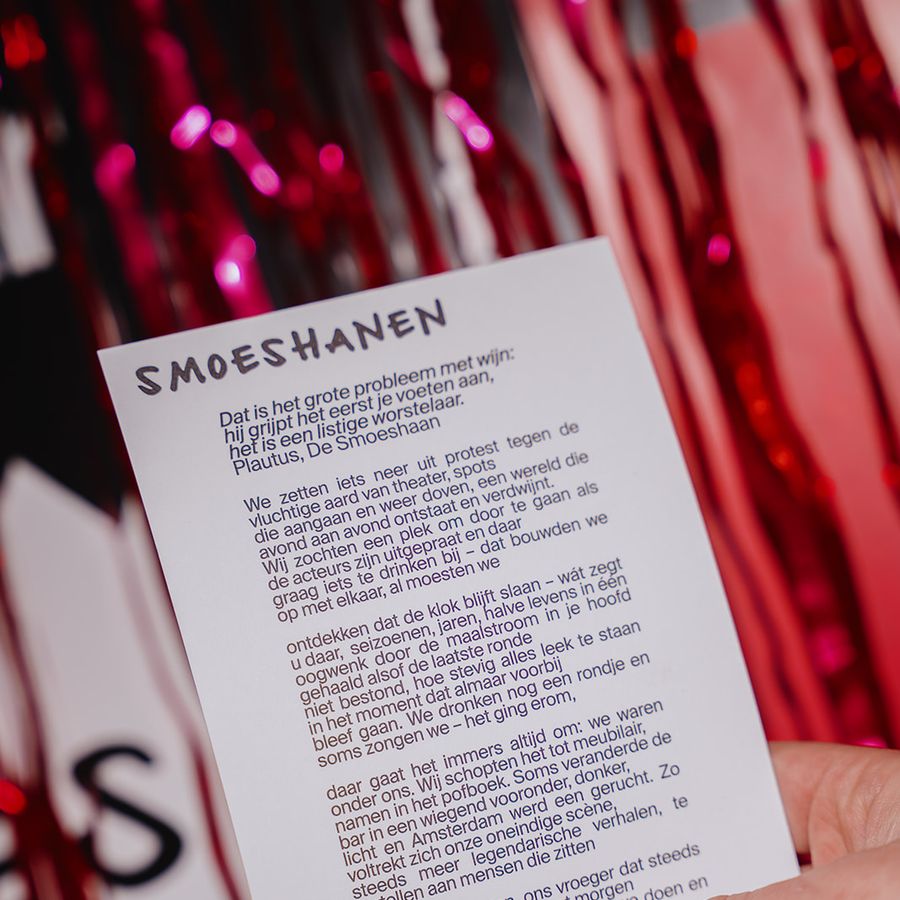 SMOESHANEN
Dat is het grote probleem met wijn:
hij grijpt het eerst je voeten aan,
het is een listige worstelaar.
Plautus, De Smoeshaan
We zetten iets neer uit protest tegen de
vluchtige aard van theater, spots
die aangaan en weer doven, een wereld die
avond aan avond ontstaat en verdwijnt.
Wij zochten een plek om door te gaan als
de acteurs zijn uitgepraat en daar
graag iets te drinken bij – dat bouwden we
op met elkaar, al moesten we
ontdekken dat de klok blijft slaan – wát zegt
u daar, seizoenen, jaren, halve levens in één
oogwenk door de maalstroom in je hoofd
gehaald alsof de laatste ronde
niet bestond, hoe stevig alles leek te staan
in het moment dat almaar voorbij
bleef gaan. We dronken nog een rondje en
soms zongen we – het ging erom,
daar gaat het immers altijd om: we waren
onder ons. Wij schopten het tot meubilair,
namen in het pofboek. Soms veranderde de
bar in een wiegend vooronder, donker,
licht en Amsterdam werd een gerucht. Zo
voltrekt zich onze oneindige scène,
steeds meer legendarische verhalen, te
aan mensen die zitten
ons vroeger dat steeds
morgen
doen en
S